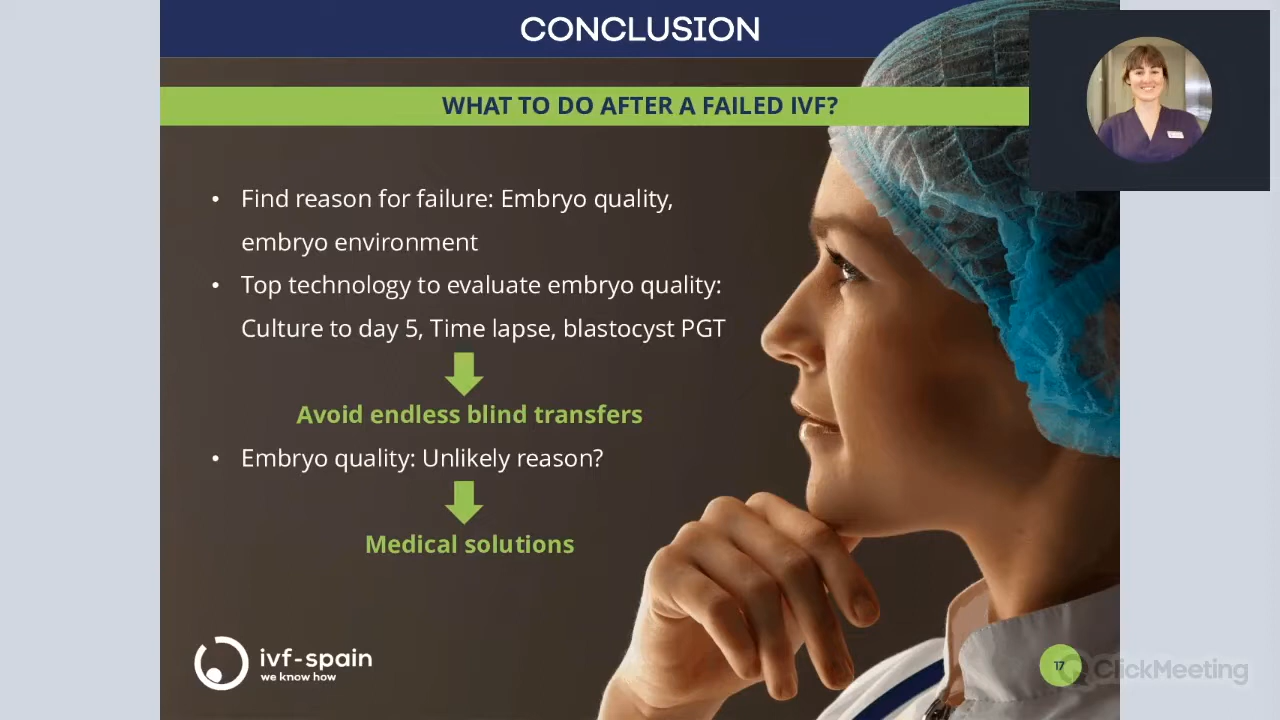 CONCLUSION
WHAT TO DO AFTER A FAILED IVF?
• Find reason for failure: Embryo quality,
embryo environment
• Top technology to evaluate embryo quality:
Culture to day 5, Time lapse, blastocyst PGT
Avoid endless blind transfers
• Embryo quality: Unlikely reason?
Medical solutions
ivf-spain
we know how
17
ClickMeeting